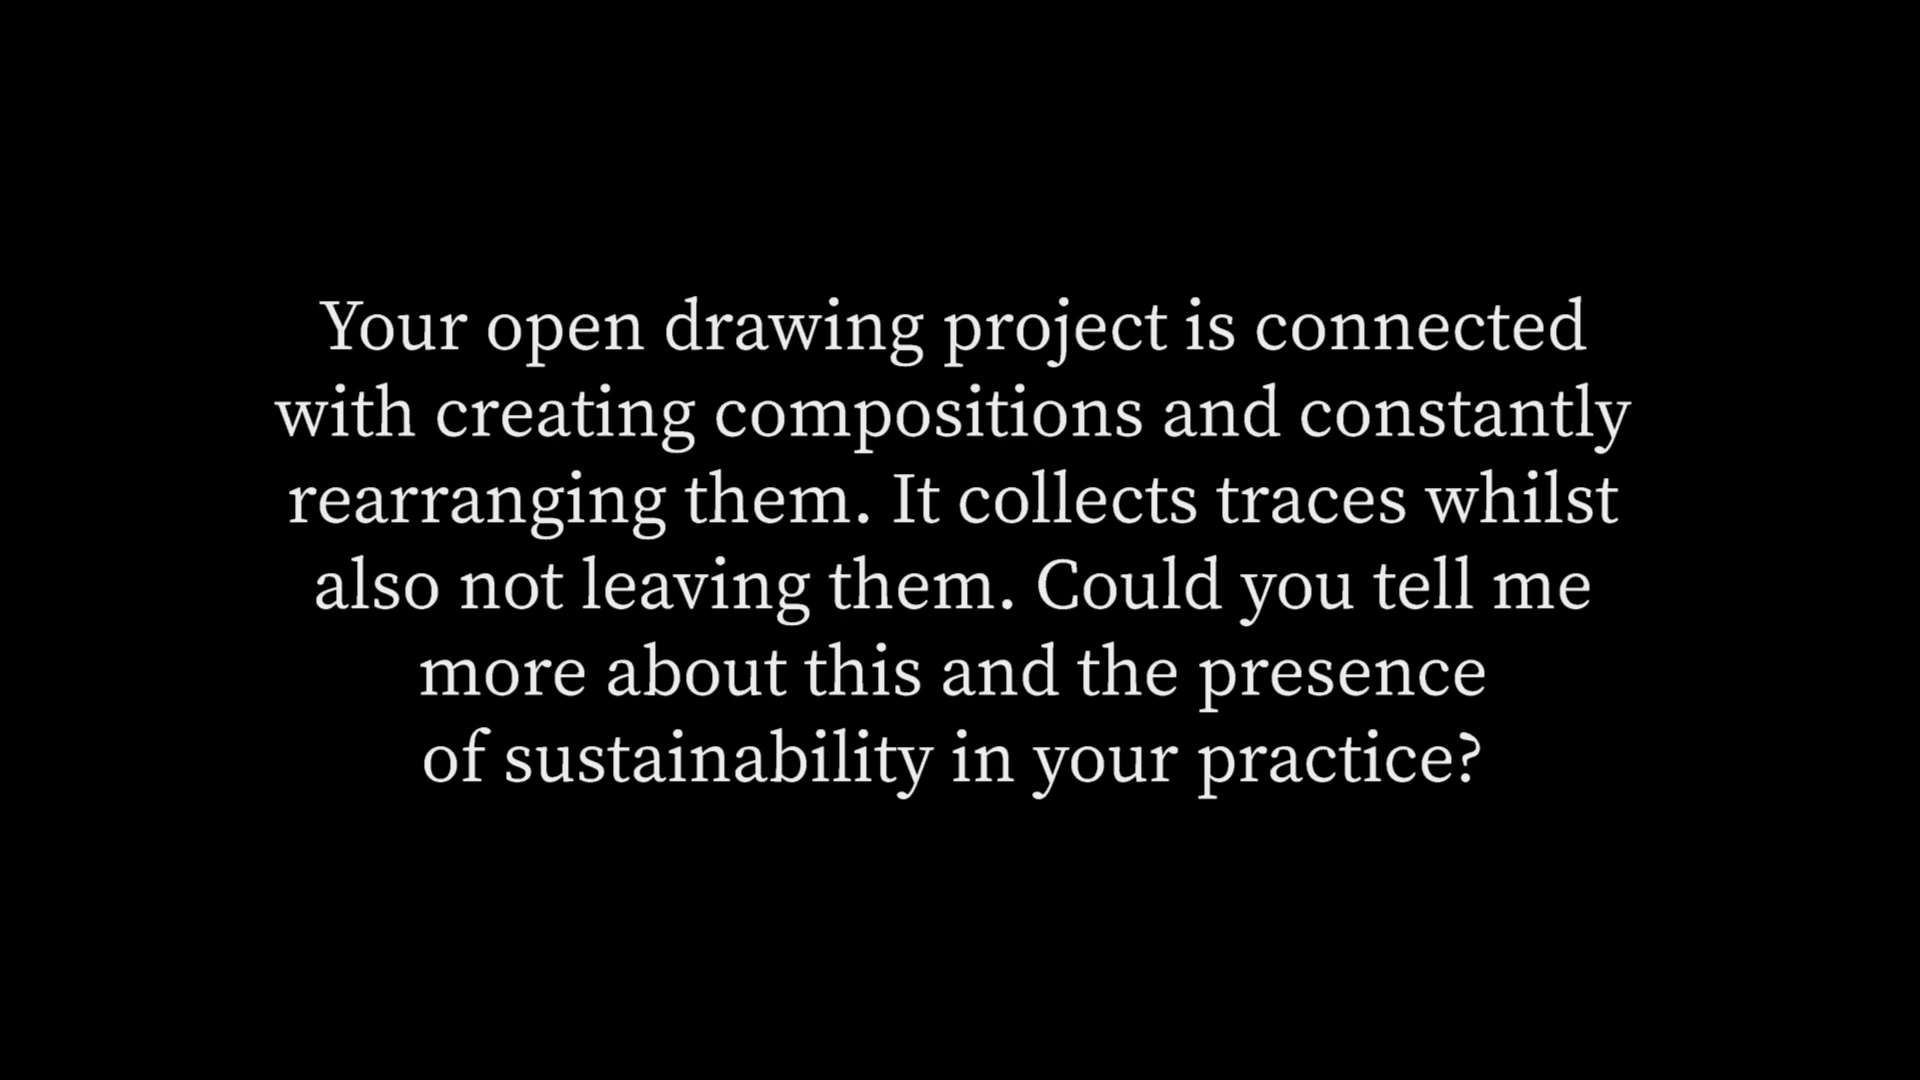 Your open drawing project is connected
with creating compositions and constantly
rearranging them. It collects traces whilst
also not leaving them. Could you tell me
more about this and the presence
of sustainability in your practice?